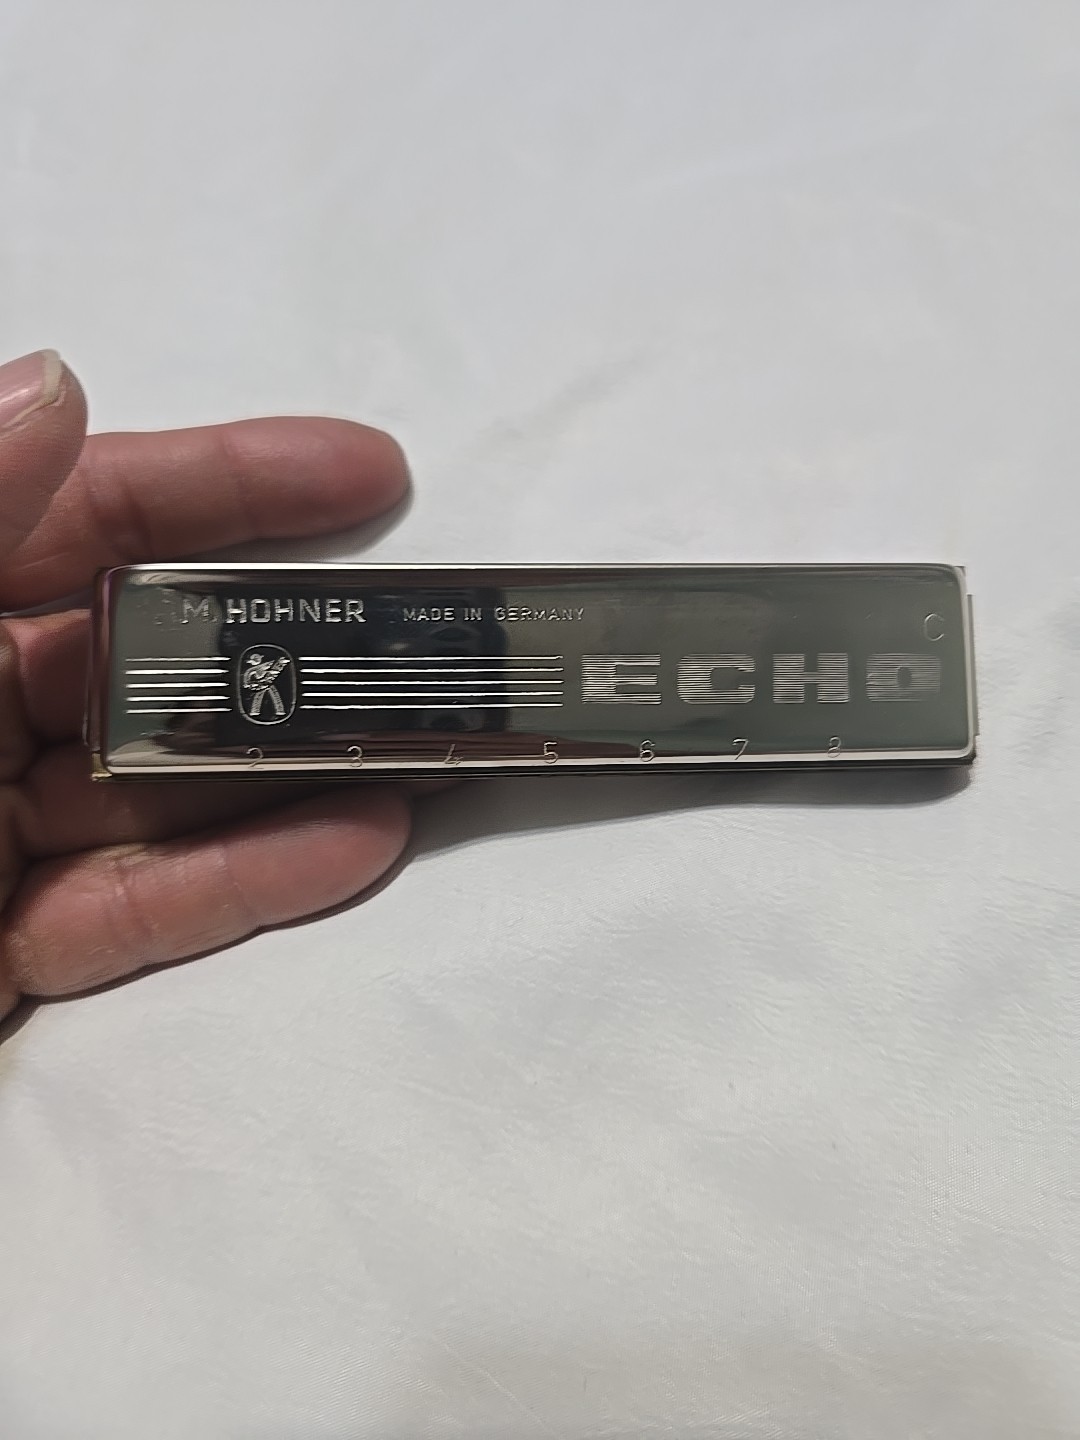 M. HOHNER MADE IN GERMANY
C
ECHO
2 3 4 5 6 7 8